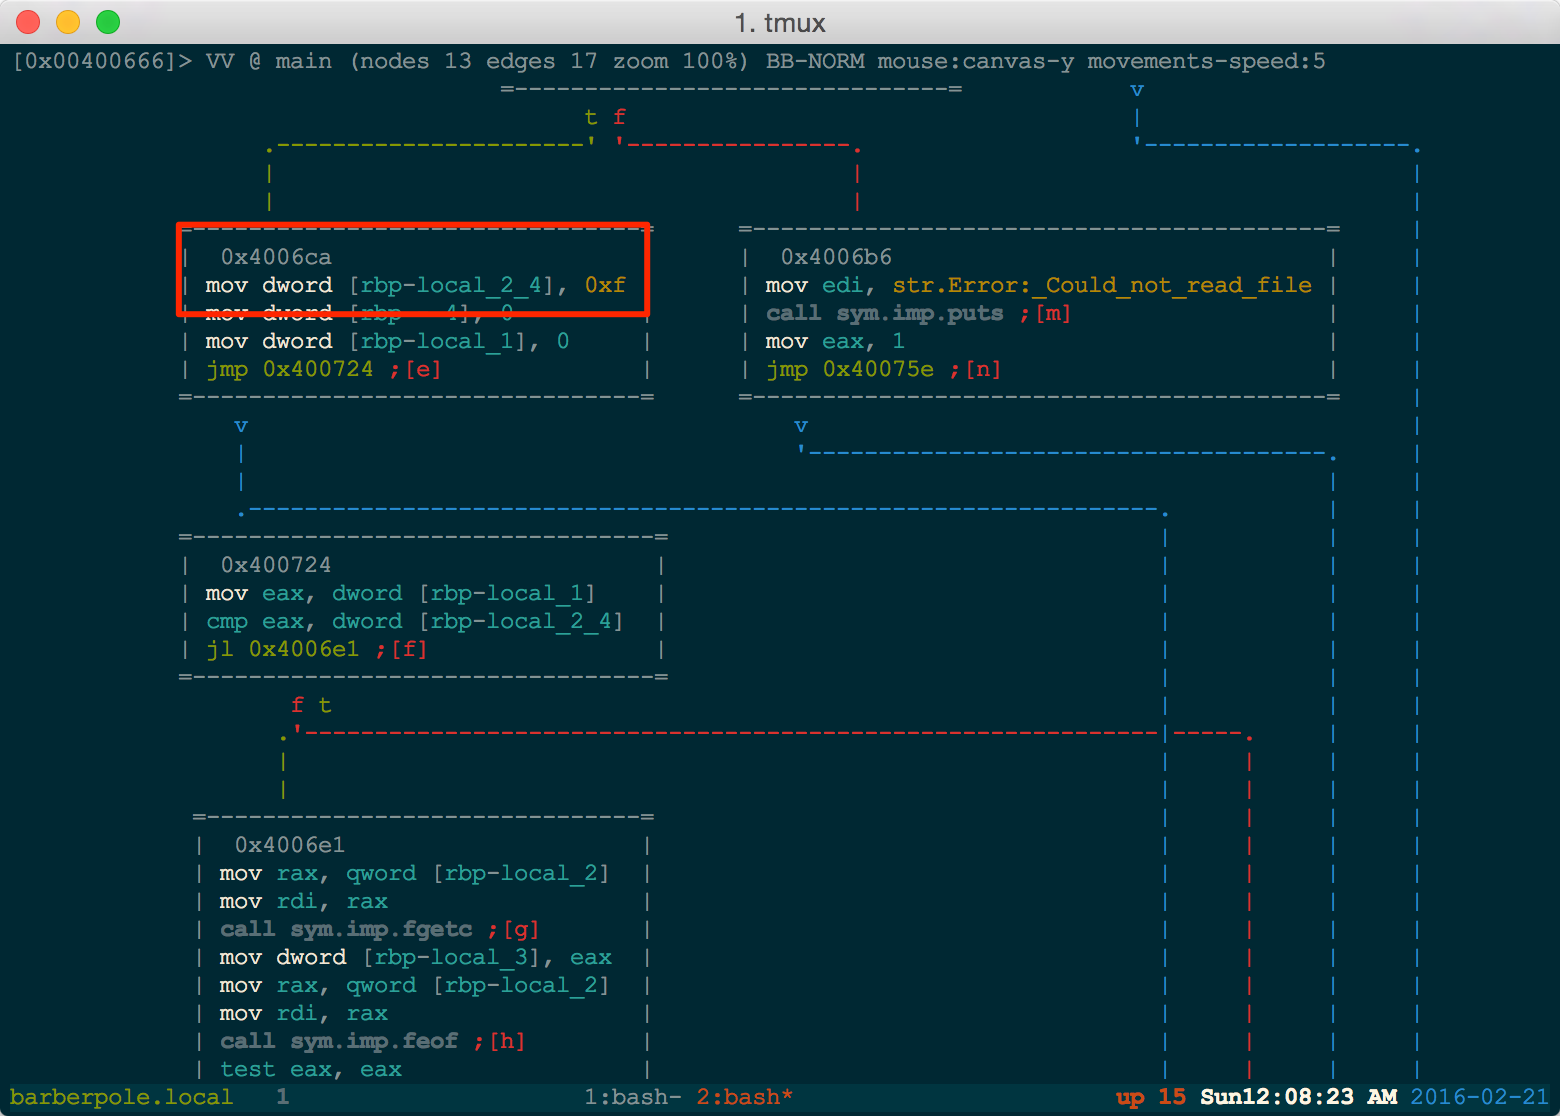 1. tmux
[0x00400666]> VV @ main (nodes 13 edges 17 zoom 100%) BB-NORM mouse:canvas-y movements-speed:5
v
t f
0x4006ca
mov dword [rbp-local_2_4], 0xf
mov dword [rbp - 4], 0
mov dword [rbp-local_1], 0
jmp 0x400724 ;[e]
0x4006b6
mov edi, str.Error:_Could_not_read_file
call sym.imp.puts ;[m]
mov eax, 1
jmp 0x40075e ;[n]
v
v
0x400724
mov eax, dword [rbp-local_1]
cmp eax, dword [rbp-local_2_4]
jl 0x4006e1 ;[f]
f t
0x4006e1
mov rax, qword [rbp-local_2]
mov rdi, rax
call sym.imp.fgetc ;[g]
mov dword [rbp-local_3], eax
mov rax, qword [rbp-local_2]
mov rdi, rax
call sym.imp.feof ;[h]
test eax, eax
barberpole.local 1 1:bash- 2:bash* up 15 Sun12:08:23 AM 2016-02-21